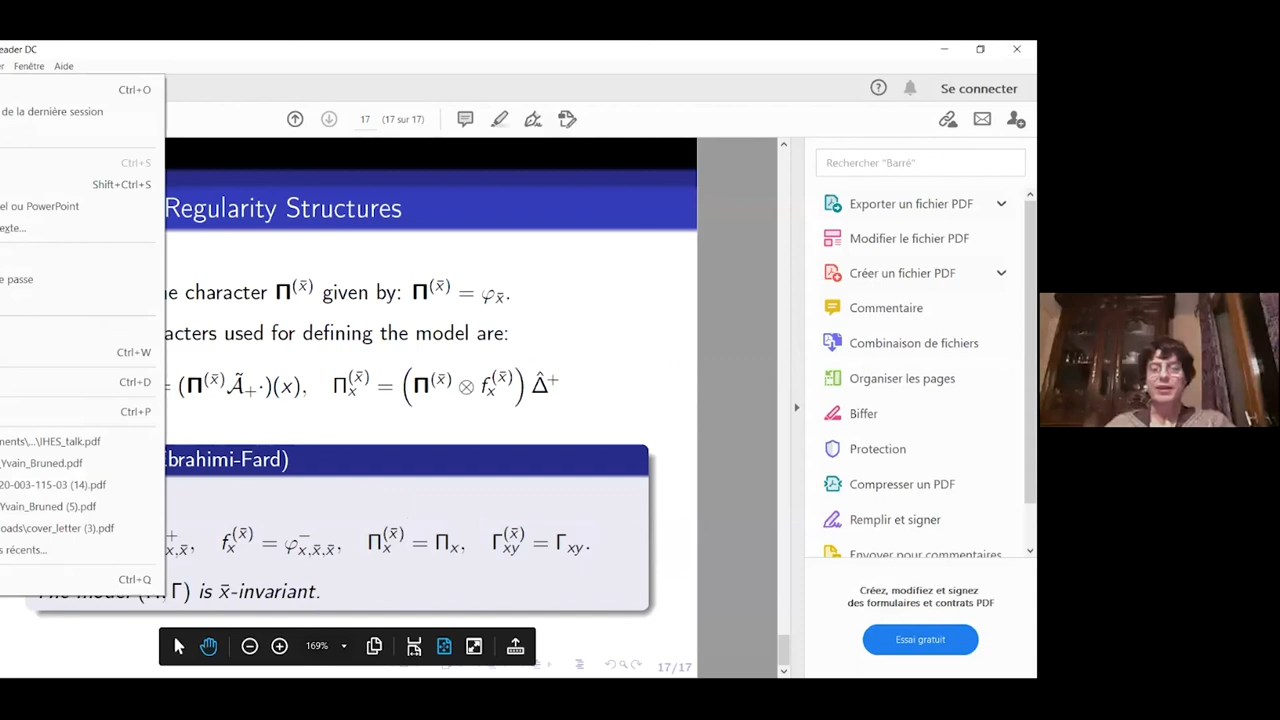 eader DC
Fenêtre Aide
Ctrl+O
de la dernière session
Ctrl+S
Shift+Ctrl+S
el ou PowerPoint
exte...
e passe
Ctrl+W
Ctrl+D
Ctrl+P
ments\...\IHES_talk.pdf
_Yvain_Bruned.pdf
20-003-115-03 (14).pdf
Yvain_Bruned (5).pdf
loads\cover_letter (3).pdf
s récents...
Ctrl+Q
Se connecter
17 (17 sur 17)
Regularity Structures
e character Π^(x̄) given by: Π^(x̄) = φ_x̄.
acters used for defining the model are:
= (Π^(x̄) Ã_+ ·)(x), Π_x^(x̄) = (Π^(x̄) ⊗ f_x^(x̄)) Δ̂^+
brahimi-Fard)
f_x^(x̄) = φ^-_{x,x̄,x̄}, Π_x^(x̄) = Π_x, Γ_xy^(x̄) = Γ_xy.
Γ) is x̄-invariant.
169%
17/17
Rechercher "Barré"
Exporter un fichier PDF
Modifier le fichier PDF
Créer un fichier PDF
Commentaire
Combinaison de fichiers
Organiser les pages
Biffer
Protection
Compresser un PDF
Remplir et signer
Envoyer pour commentaires
Créez, modifiez et signez
des formulaires et contrats PDF
Essai gratuit